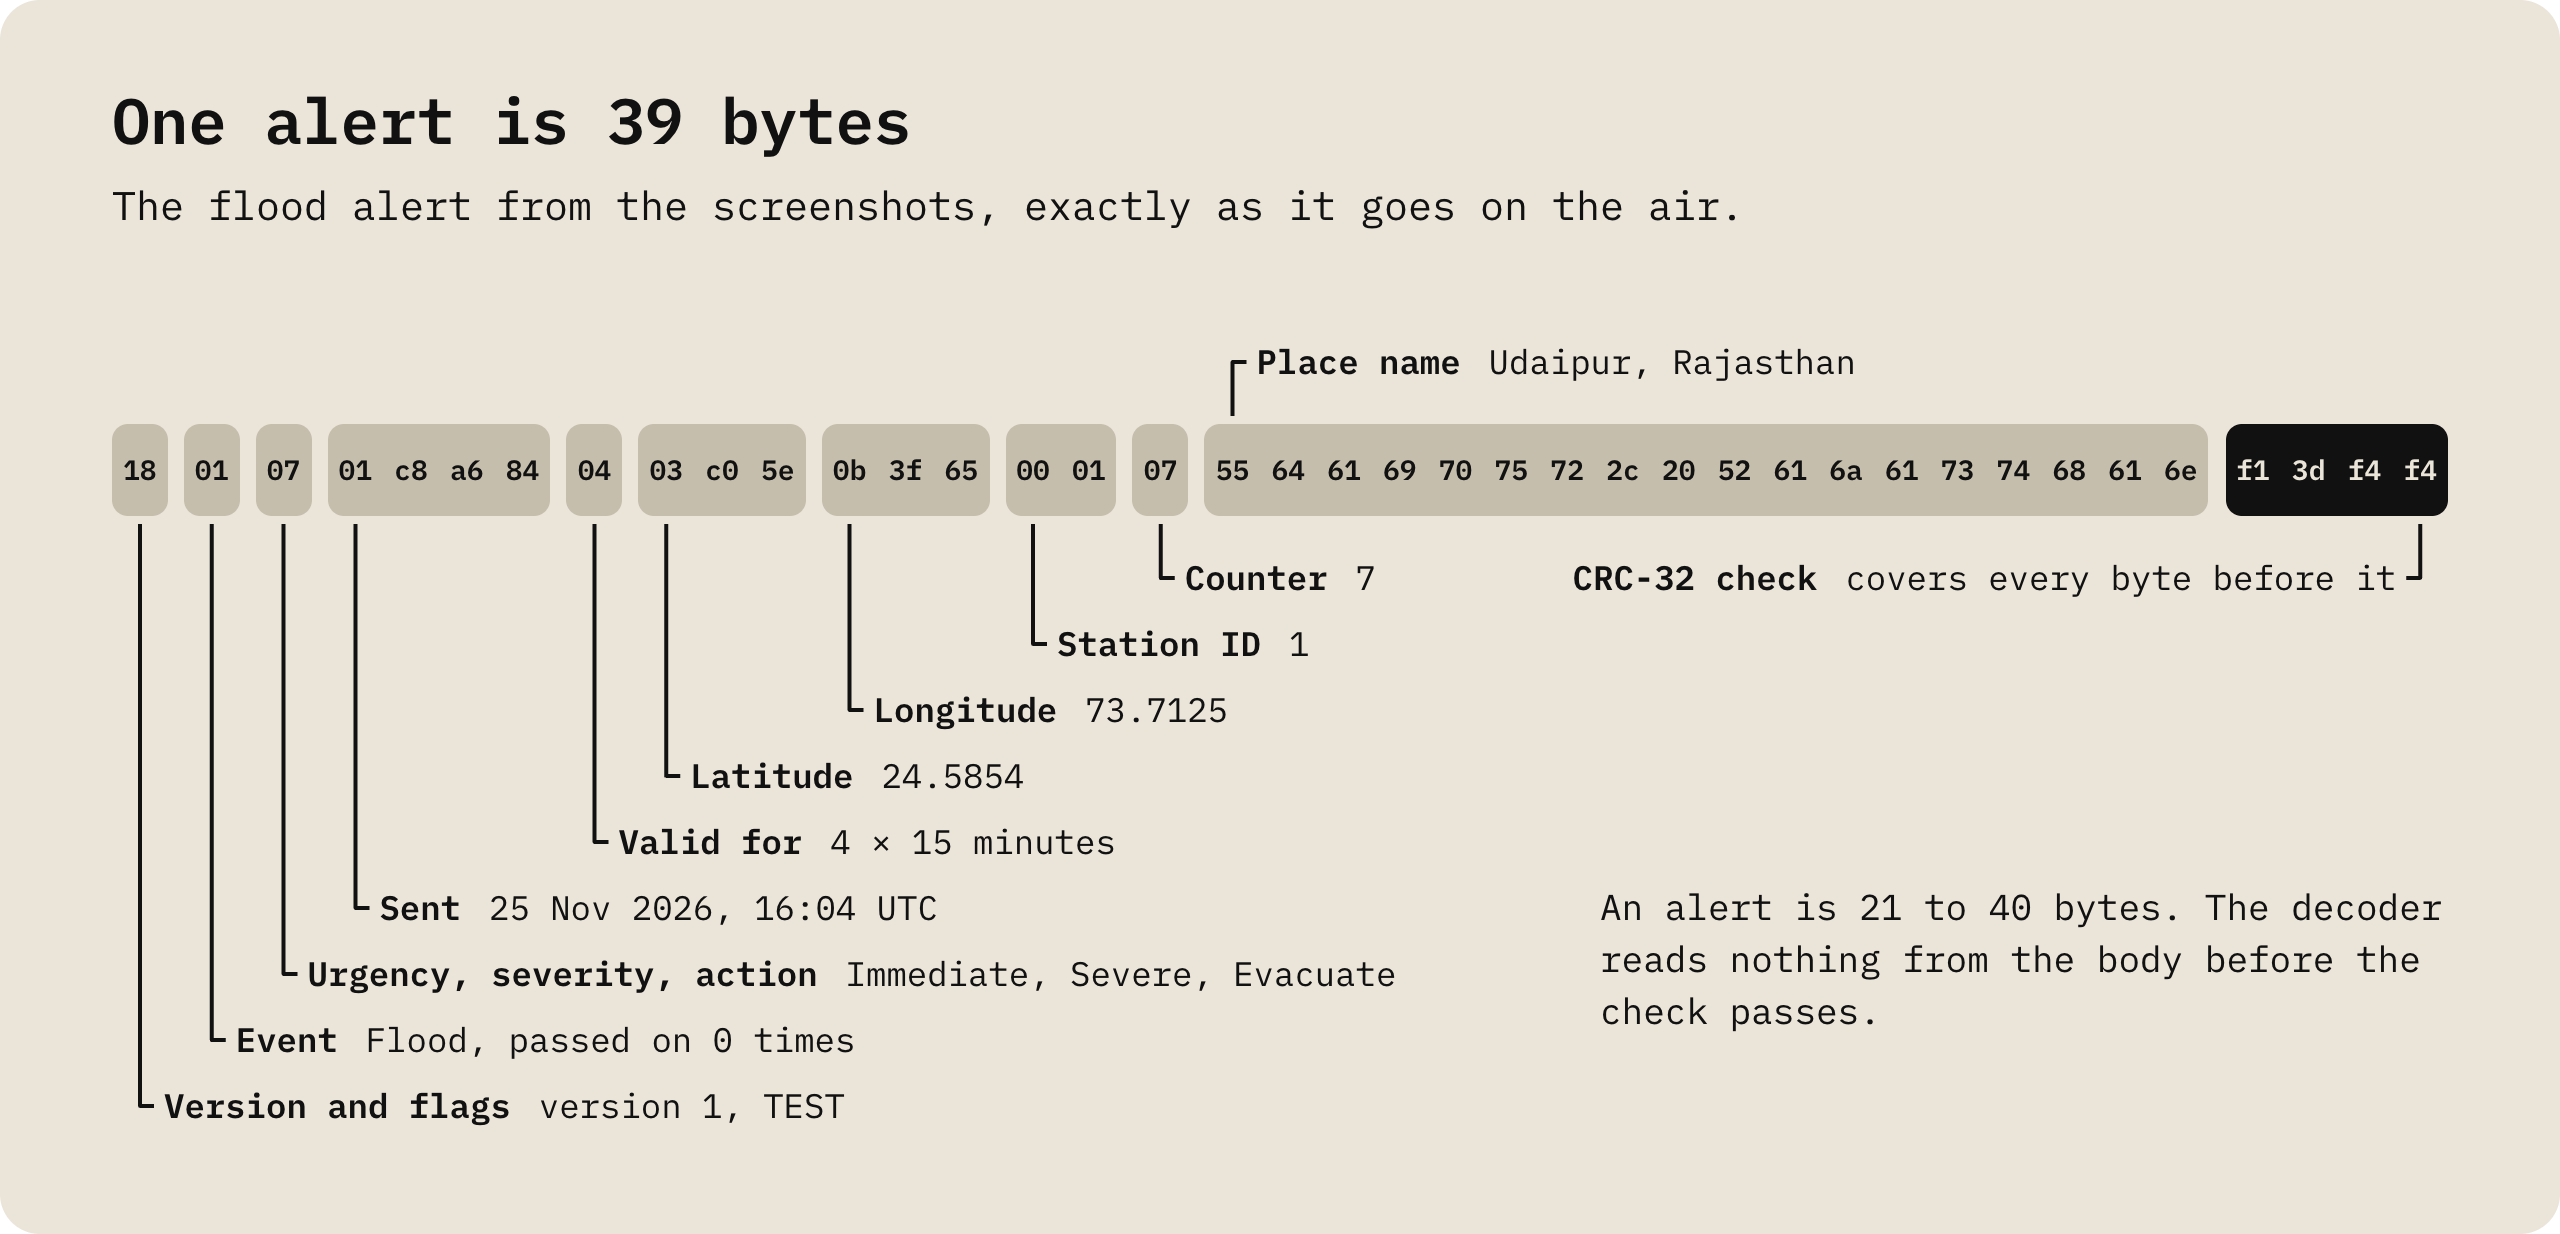 One alert is 39 bytes
The flood alert from the screenshots, exactly as it goes on the air.
Place name Udaipur, Rajasthan
18 01 07 01 c8 a6 84 04 03 c0 5e 0b 3f 65 00 01 07 55 64 61 69 70 75 72 2c 20 52 61 6a 61 73 74 68 61 6e f1 3d f4 f4
Counter 7
CRC-32 check covers every byte before it
Station ID 1
Longitude 73.7125
Latitude 24.5854
Valid for 4 × 15 minutes
Sent 25 Nov 2026, 16:04 UTC
Urgency, severity, action Immediate, Severe, Evacuate
Event Flood, passed on 0 times
Version and flags version 1, TEST
An alert is 21 to 40 bytes. The decoder
reads nothing from the body before the
check passes.